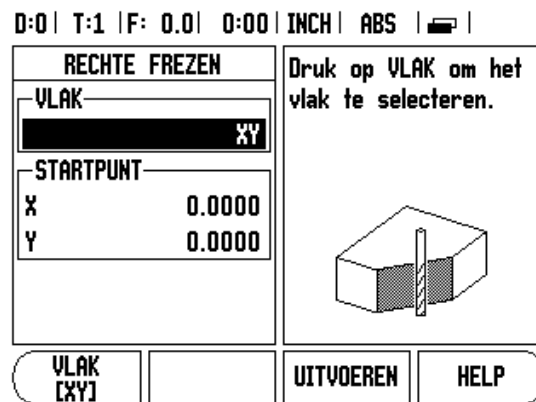 D:0 | T:1 | F: 0.0 | 0:00 | INCH | ABS
RECHTE FREZEN
VLAK
XY
STARTPUNT
X 0.0000
Y 0.0000
Druk op VLAK om het
vlak te selecteren.
VLAK
[XY]
UITVOEREN
HELP